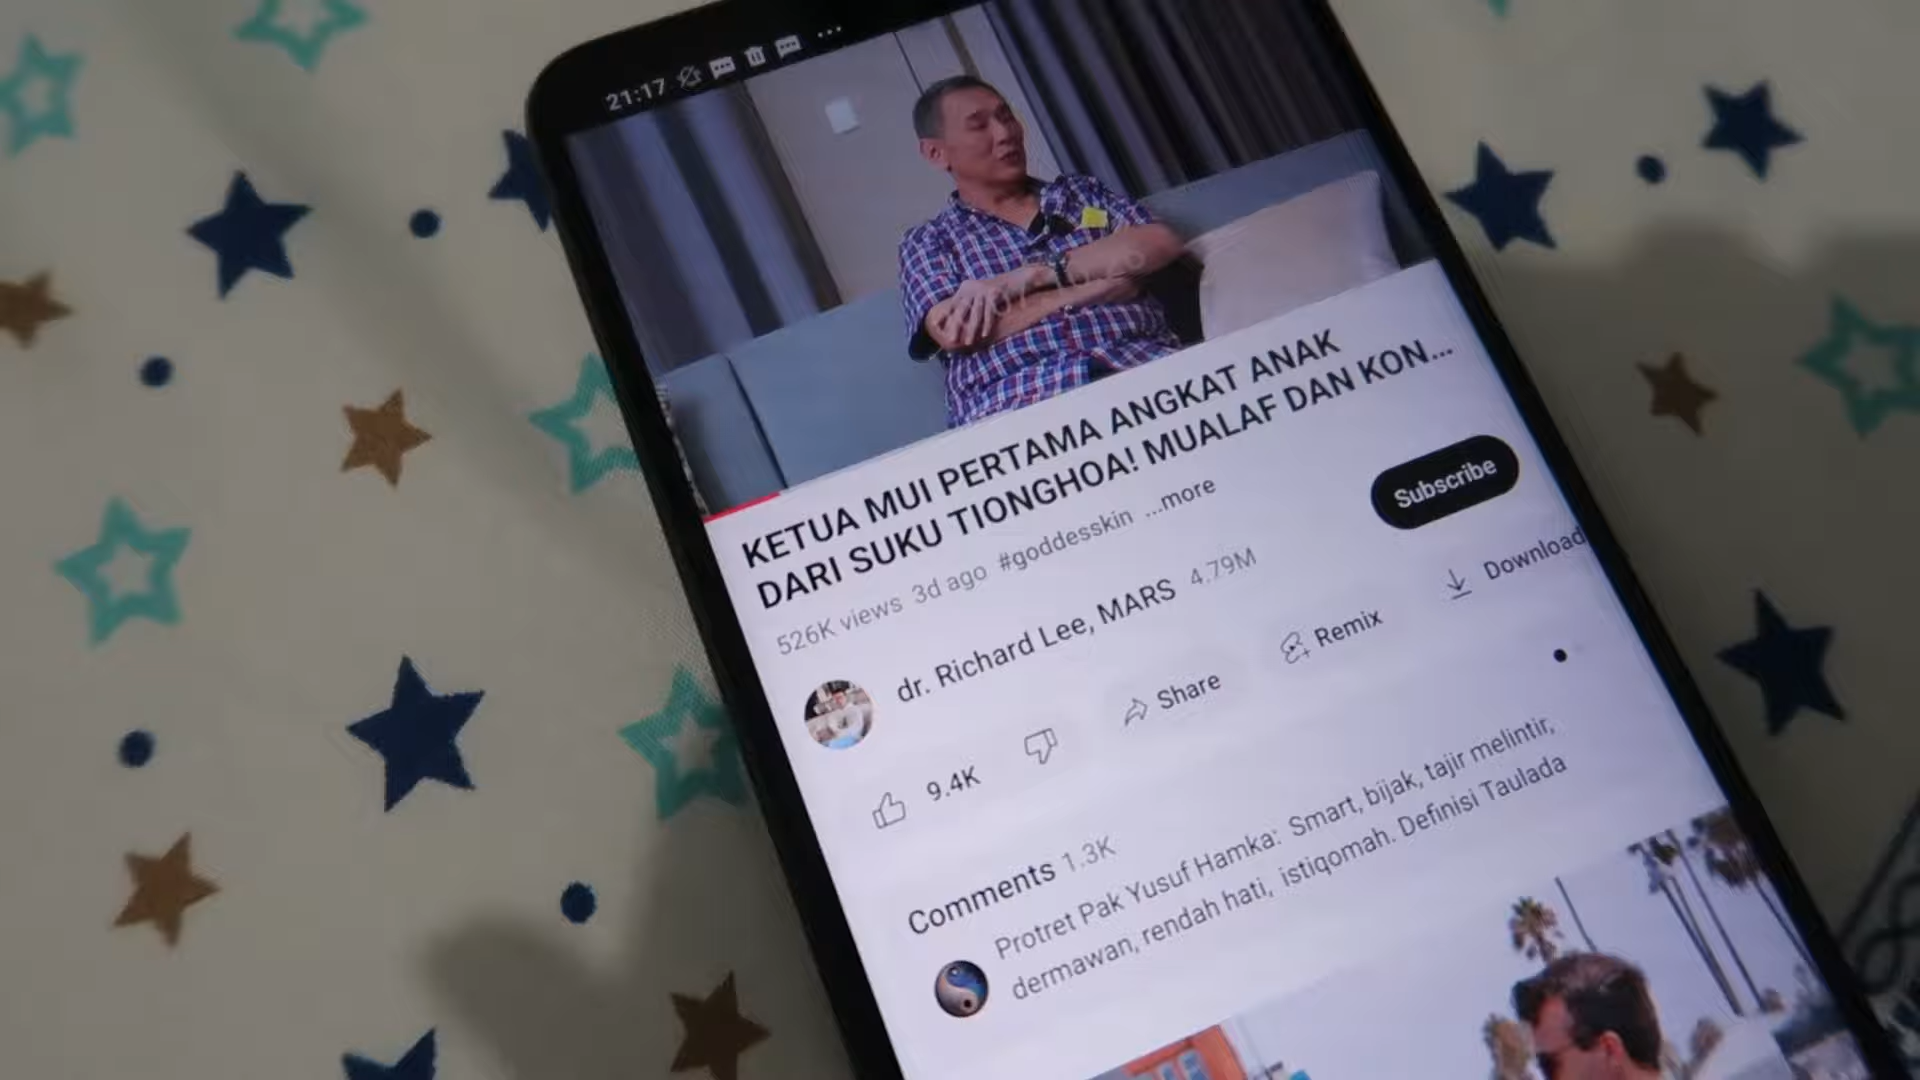 21:17
KETUA MUI PERTAMA ANGKAT ANAK
DARI SUKU TIONGHOA! MUALAF DAN KON...
526K views 3d ago #goddesskin ...more
dr. Richard Lee, MARS 4.79M
Subscribe
9.4K
Share
Remix
Download
Comments 1.3K
Protret Pak Yusuf Hamka: Smart, bijak, tajir melintir,
dermawan, rendah hati, istiqomah. Definisi Taulada